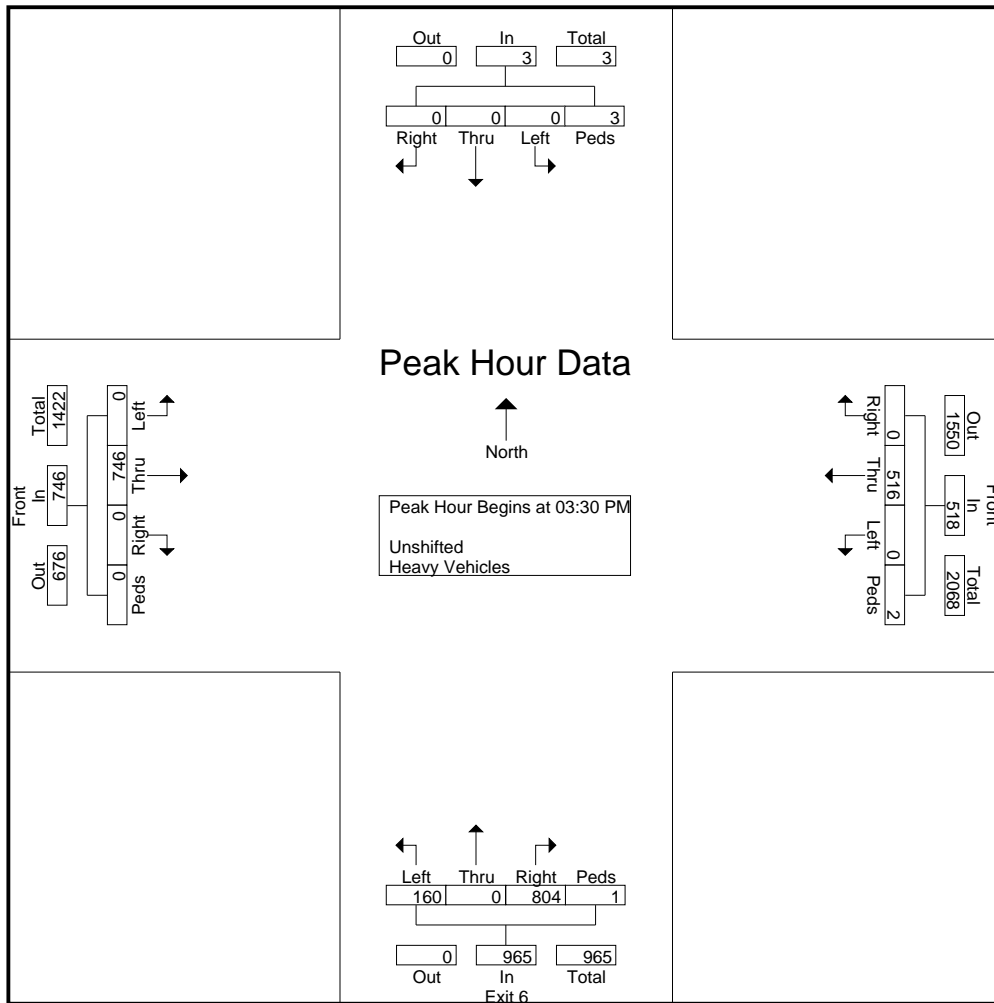 Out In Total
0 3 3
0 0 0 3
Right Thru Left Peds
Peak Hour Data
North
Peak Hour Begins at 03:30 PM
Unshifted
Heavy Vehicles
Front
Out In Total
676 746 1422
0 746 0 0
Left Thru Right Peds
Right Thru Left Peds
0 516 0 2
1550 518 2068
Out In Total
Front
Left Thru Right Peds
160 0 804 1
0 965 965
Out In Total
Exit 6